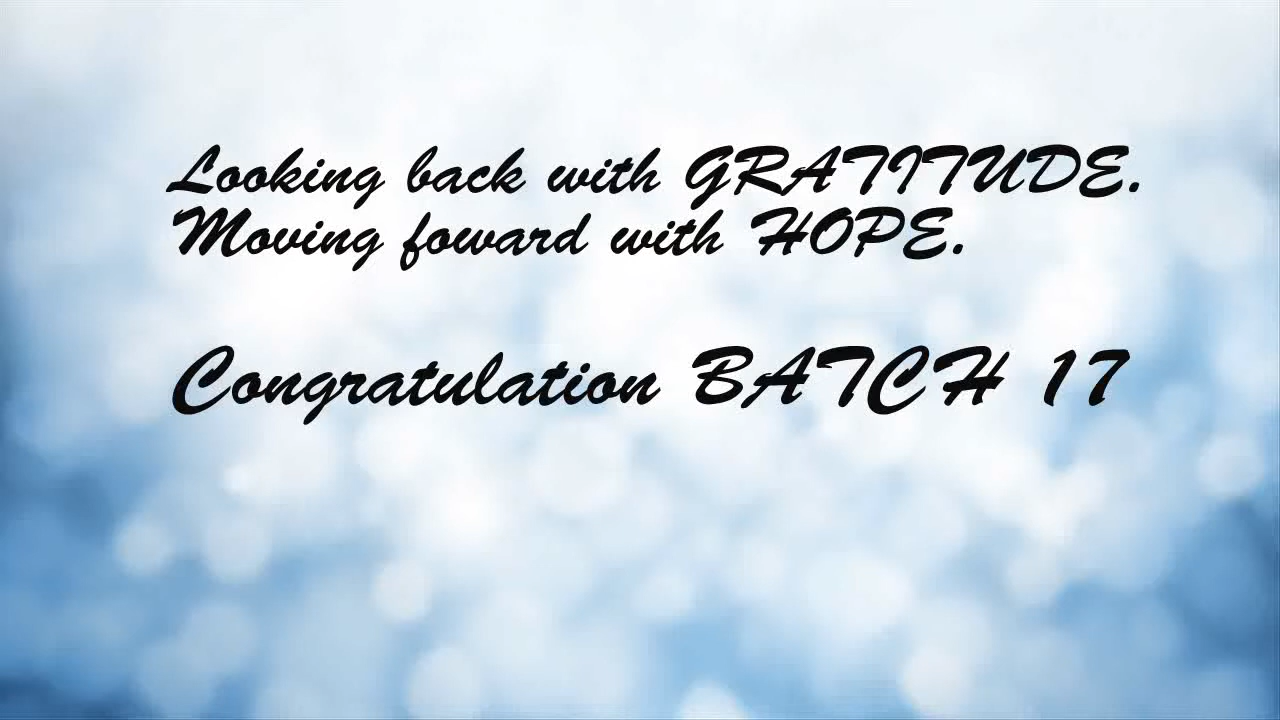 Looking back with GRATITUDE.
Moving foward with HOPE.
Congratulation BATCH 17